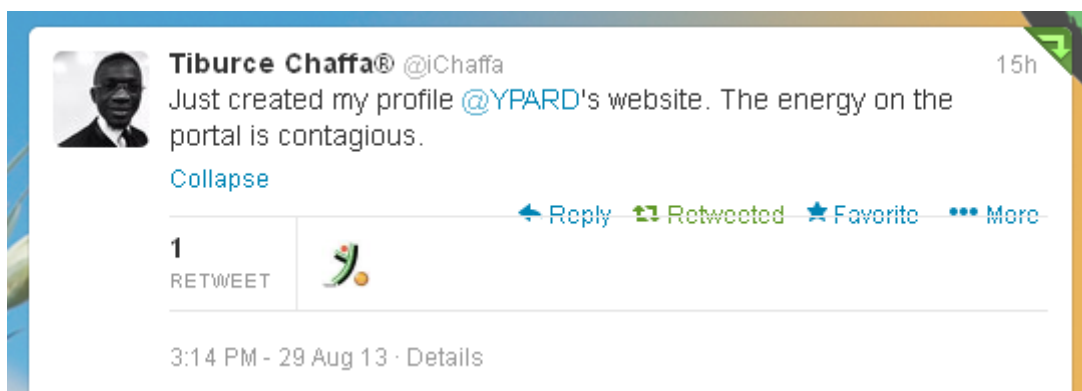 Tiburce Chaffa® @iChaffa 15h
Just created my profile @YPARD's website. The energy on the
portal is contagious.
Collapse
Reply Retweeted Favorite More
1
RETWEET
3:14 PM - 29 Aug 13 · Details